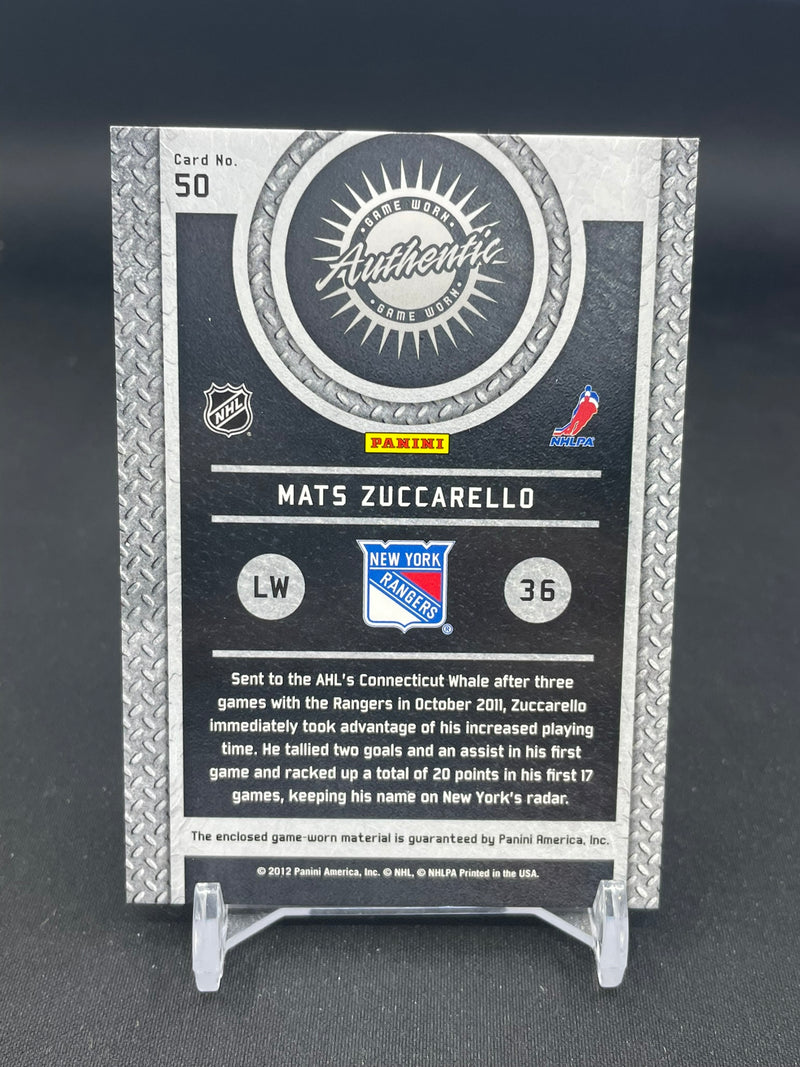 Card No.
50
GAME WORN
Authentic
GAME WORN
NHL
NHLPA
PANINI
MATS ZUCCARELLO
LW
NEW YORK
RANGERS
®
36
Sent to the AHL's Connecticut Whale after three
games with the Rangers in October 2011, Zuccarello
immediately took advantage of his increased playing
time. He tallied two goals and an assist in his first
game and racked up a total of 20 points in his first 17
games, keeping his name on New York's radar.
The enclosed game-worn material is guaranteed by Panini America, Inc.
© 2012 Panini America, Inc. © NHL, © NHLPA Printed in the USA.